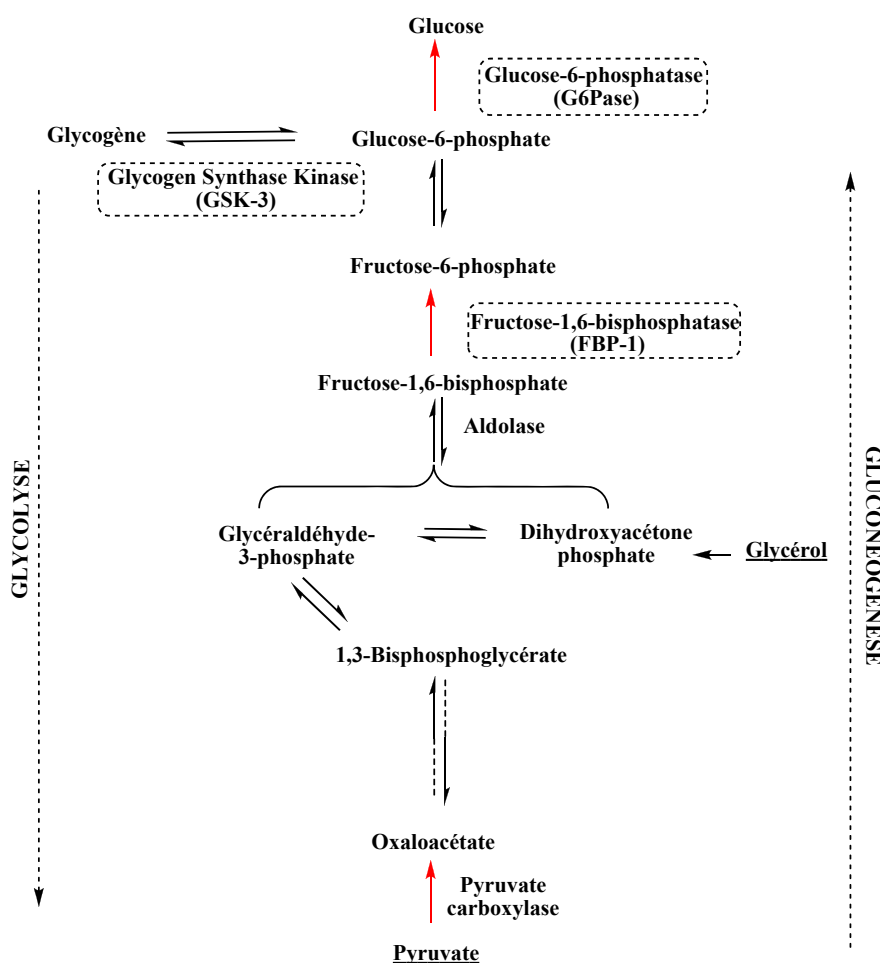 Glucose
Glucose-6-phosphatase
(G6Pase)
Glycogène
Glucose-6-phosphate
Glycogen Synthase Kinase
(GSK-3)
Fructose-6-phosphate
Fructose-1,6-bisphosphatase
(FBP-1)
Fructose-1,6-bisphosphate
Aldolase
GLYCOLYSE
GLUCONEOGENESE
Glycéraldéhyde-
3-phosphate
Dihydroxyacétone
phosphate
Glycérol
1,3-Bisphosphoglycérate
Oxaloacétate
Pyruvate
carboxylase
Pyruvate